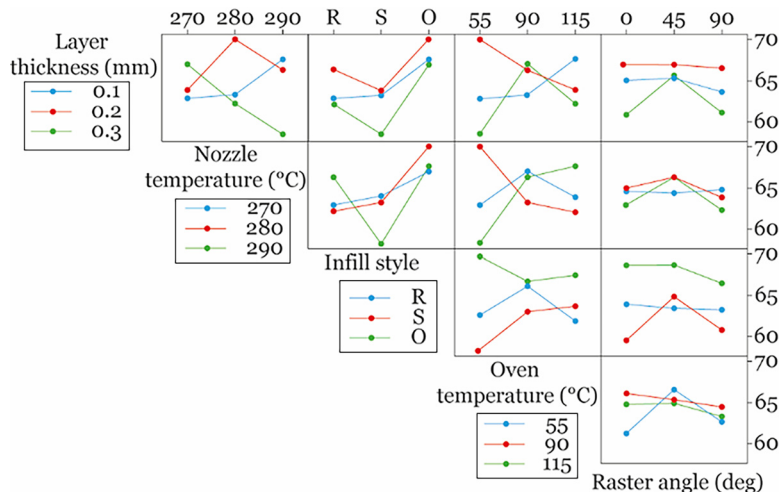 270 280 290 R S O 55 90 115 0 45 90
Layer
thickness (mm)
0.1
0.2
0.3
70
65
60
Nozzle
temperature (°C)
270
280
290
70
65
60
Infill style
R
S
O
70
65
60
Oven
temperature (°C)
55
90
115
70
65
60
Raster angle (deg)